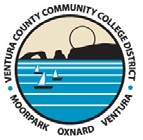 · VENTURA COUNTY COMMUNITY COLLEGE DISTRICT ·
MOORPARK OXNARD VENTURA